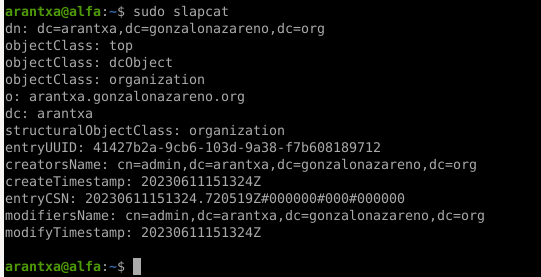 arantxa@alfa:~$ sudo slapcat
dn: dc=arantxa,dc=gonzalonazareno,dc=org
objectClass: top
objectClass: dcObject
objectClass: organization
o: arantxa.gonzalonazareno.org
dc: arantxa
structuralObjectClass: organization
entryUUID: 41427b2a-9cb6-103d-9a38-f7b608189712
creatorsName: cn=admin,dc=arantxa,dc=gonzalonazareno,dc=org
createTimestamp: 20230611151324Z
entryCSN: 20230611151324.720519Z#000000#000#000000
modifiersName: cn=admin,dc=arantxa,dc=gonzalonazareno,dc=org
modifyTimestamp: 20230611151324Z
arantxa@alfa:~$